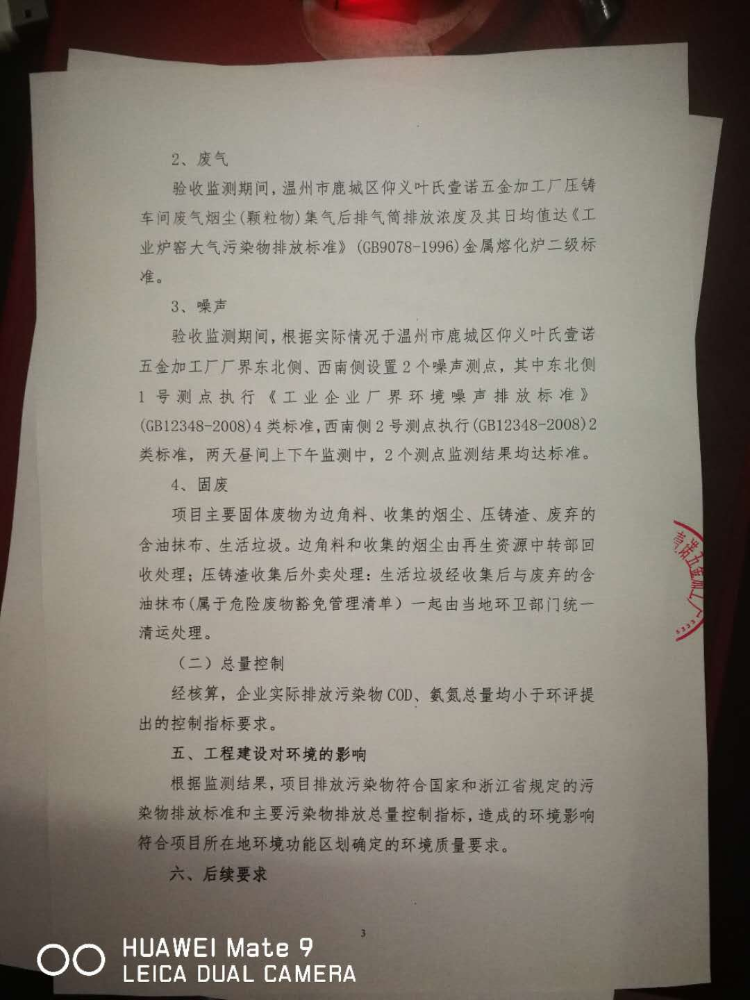 2、废气
验收监测期间，温州市鹿城区仰义叶氏壹诺五金加工厂压铸
车间废气烟尘(颗粒物)集气后排气筒排放浓度及其日均值达《工
业炉窑大气污染物排放标准》(GB9078-1996)金属熔化炉二级标
准。
3、噪声
验收监测期间，根据实际情况于温州市鹿城区仰义叶氏壹诺
五金加工厂厂界东北侧、西南侧设置2个噪声测点，其中东北侧
1号测点执行《工业企业厂界环境噪声排放标准》
(GB12348-2008)4类标准，西南侧2号测点执行(GB12348-2008)2
类标准，两天昼间上下午监测中，2个测点监测结果均达标准。
4、固废
项目主要固体废物为边角料、收集的烟尘、压铸渣、废弃的
含油抹布、生活垃圾。边角料和收集的烟尘由再生资源中转部回
收处理；压铸渣收集后外卖处理：生活垃圾经收集后与废弃的含
油抹布(属于危险废物豁免管理清单）一起由当地环卫部门统一
清运处理。
（二）总量控制
经核算，企业实际排放污染物COD、氨氮总量均小于环评提
出的控制指标要求。
五、工程建设对环境的影响
根据监测结果，项目排放污染物符合国家和浙江省规定的污
染物排放标准和主要污染物排放总量控制指标，造成的环境影响
符合项目所在地环境功能区划确定的环境质量要求。
六、后续要求
3
壹诺五金加工厂
HUAWEI Mate 9
LEICA DUAL CAMERA